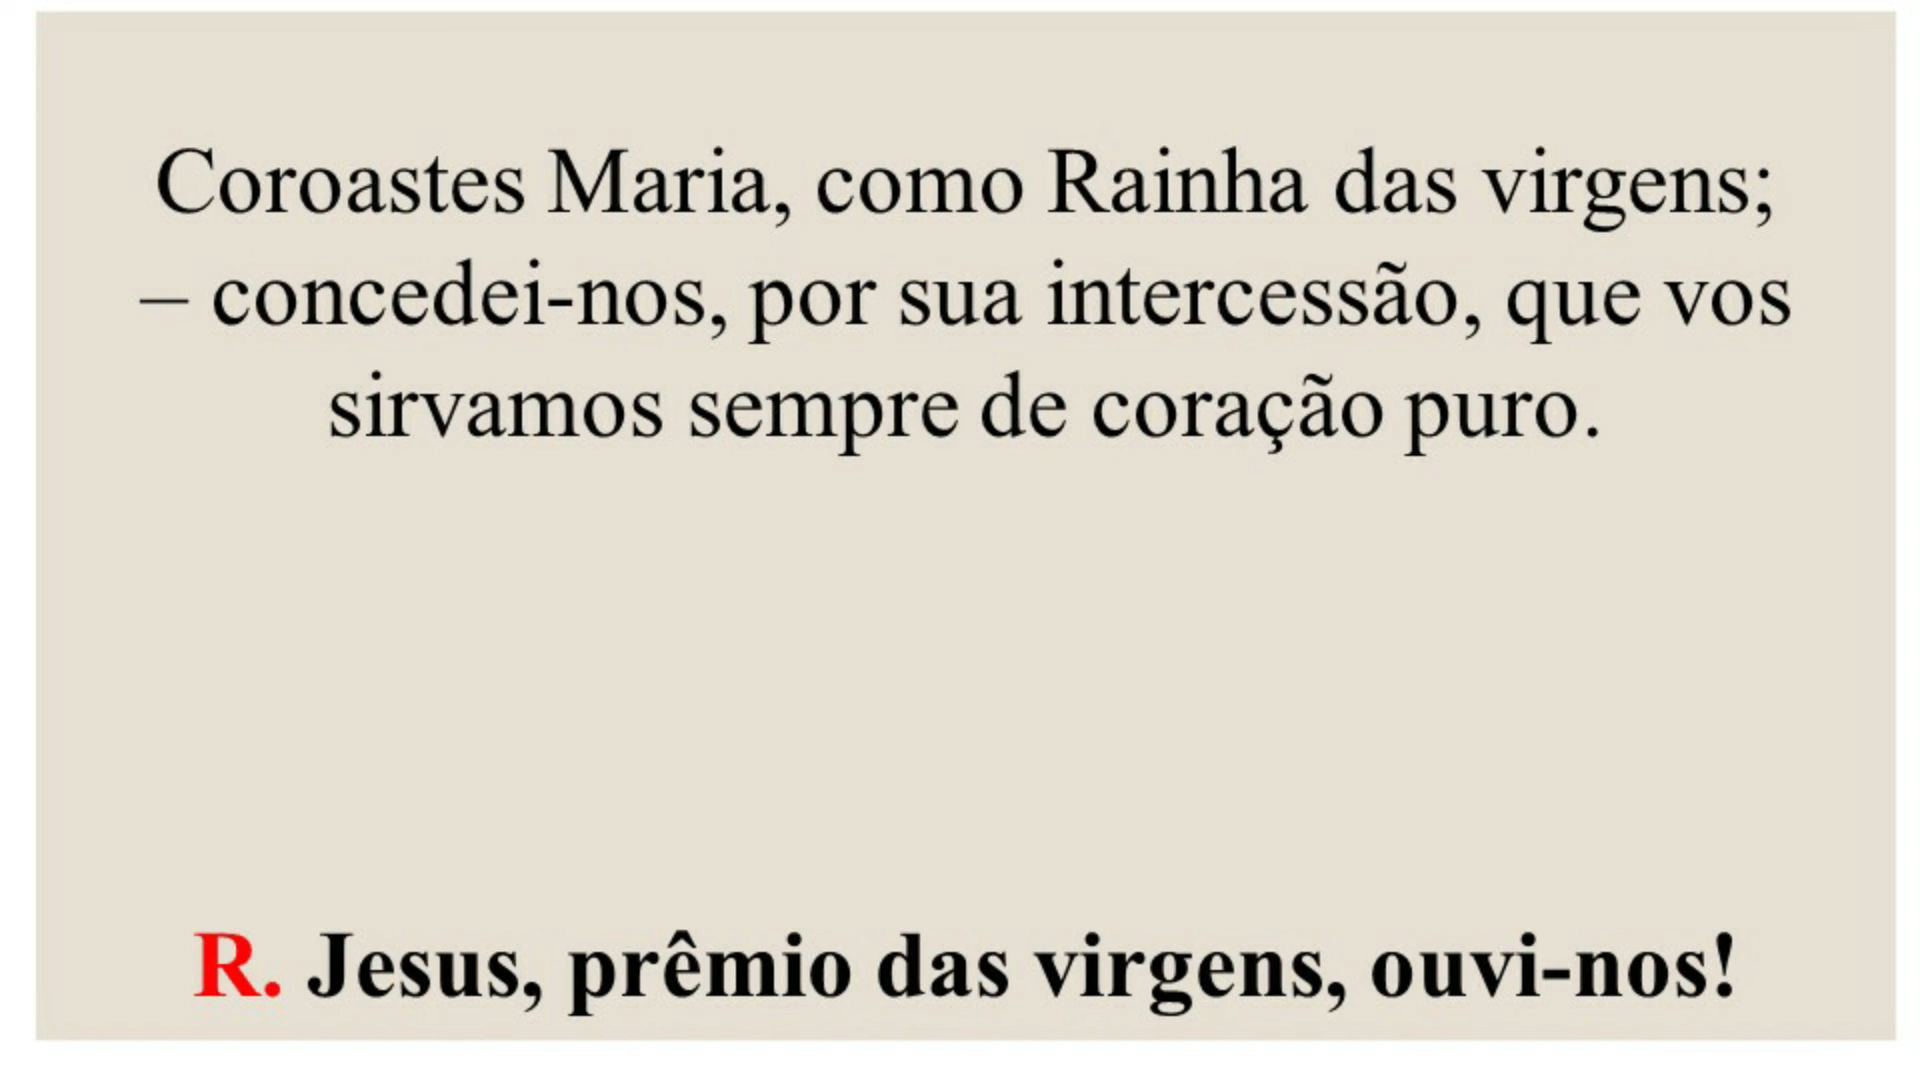 Coroastes Maria, como Rainha das virgens;
– concedei-nos, por sua intercessão, que vos
sirvamos sempre de coração puro.
R. Jesus, prêmio das virgens, ouvi-nos!